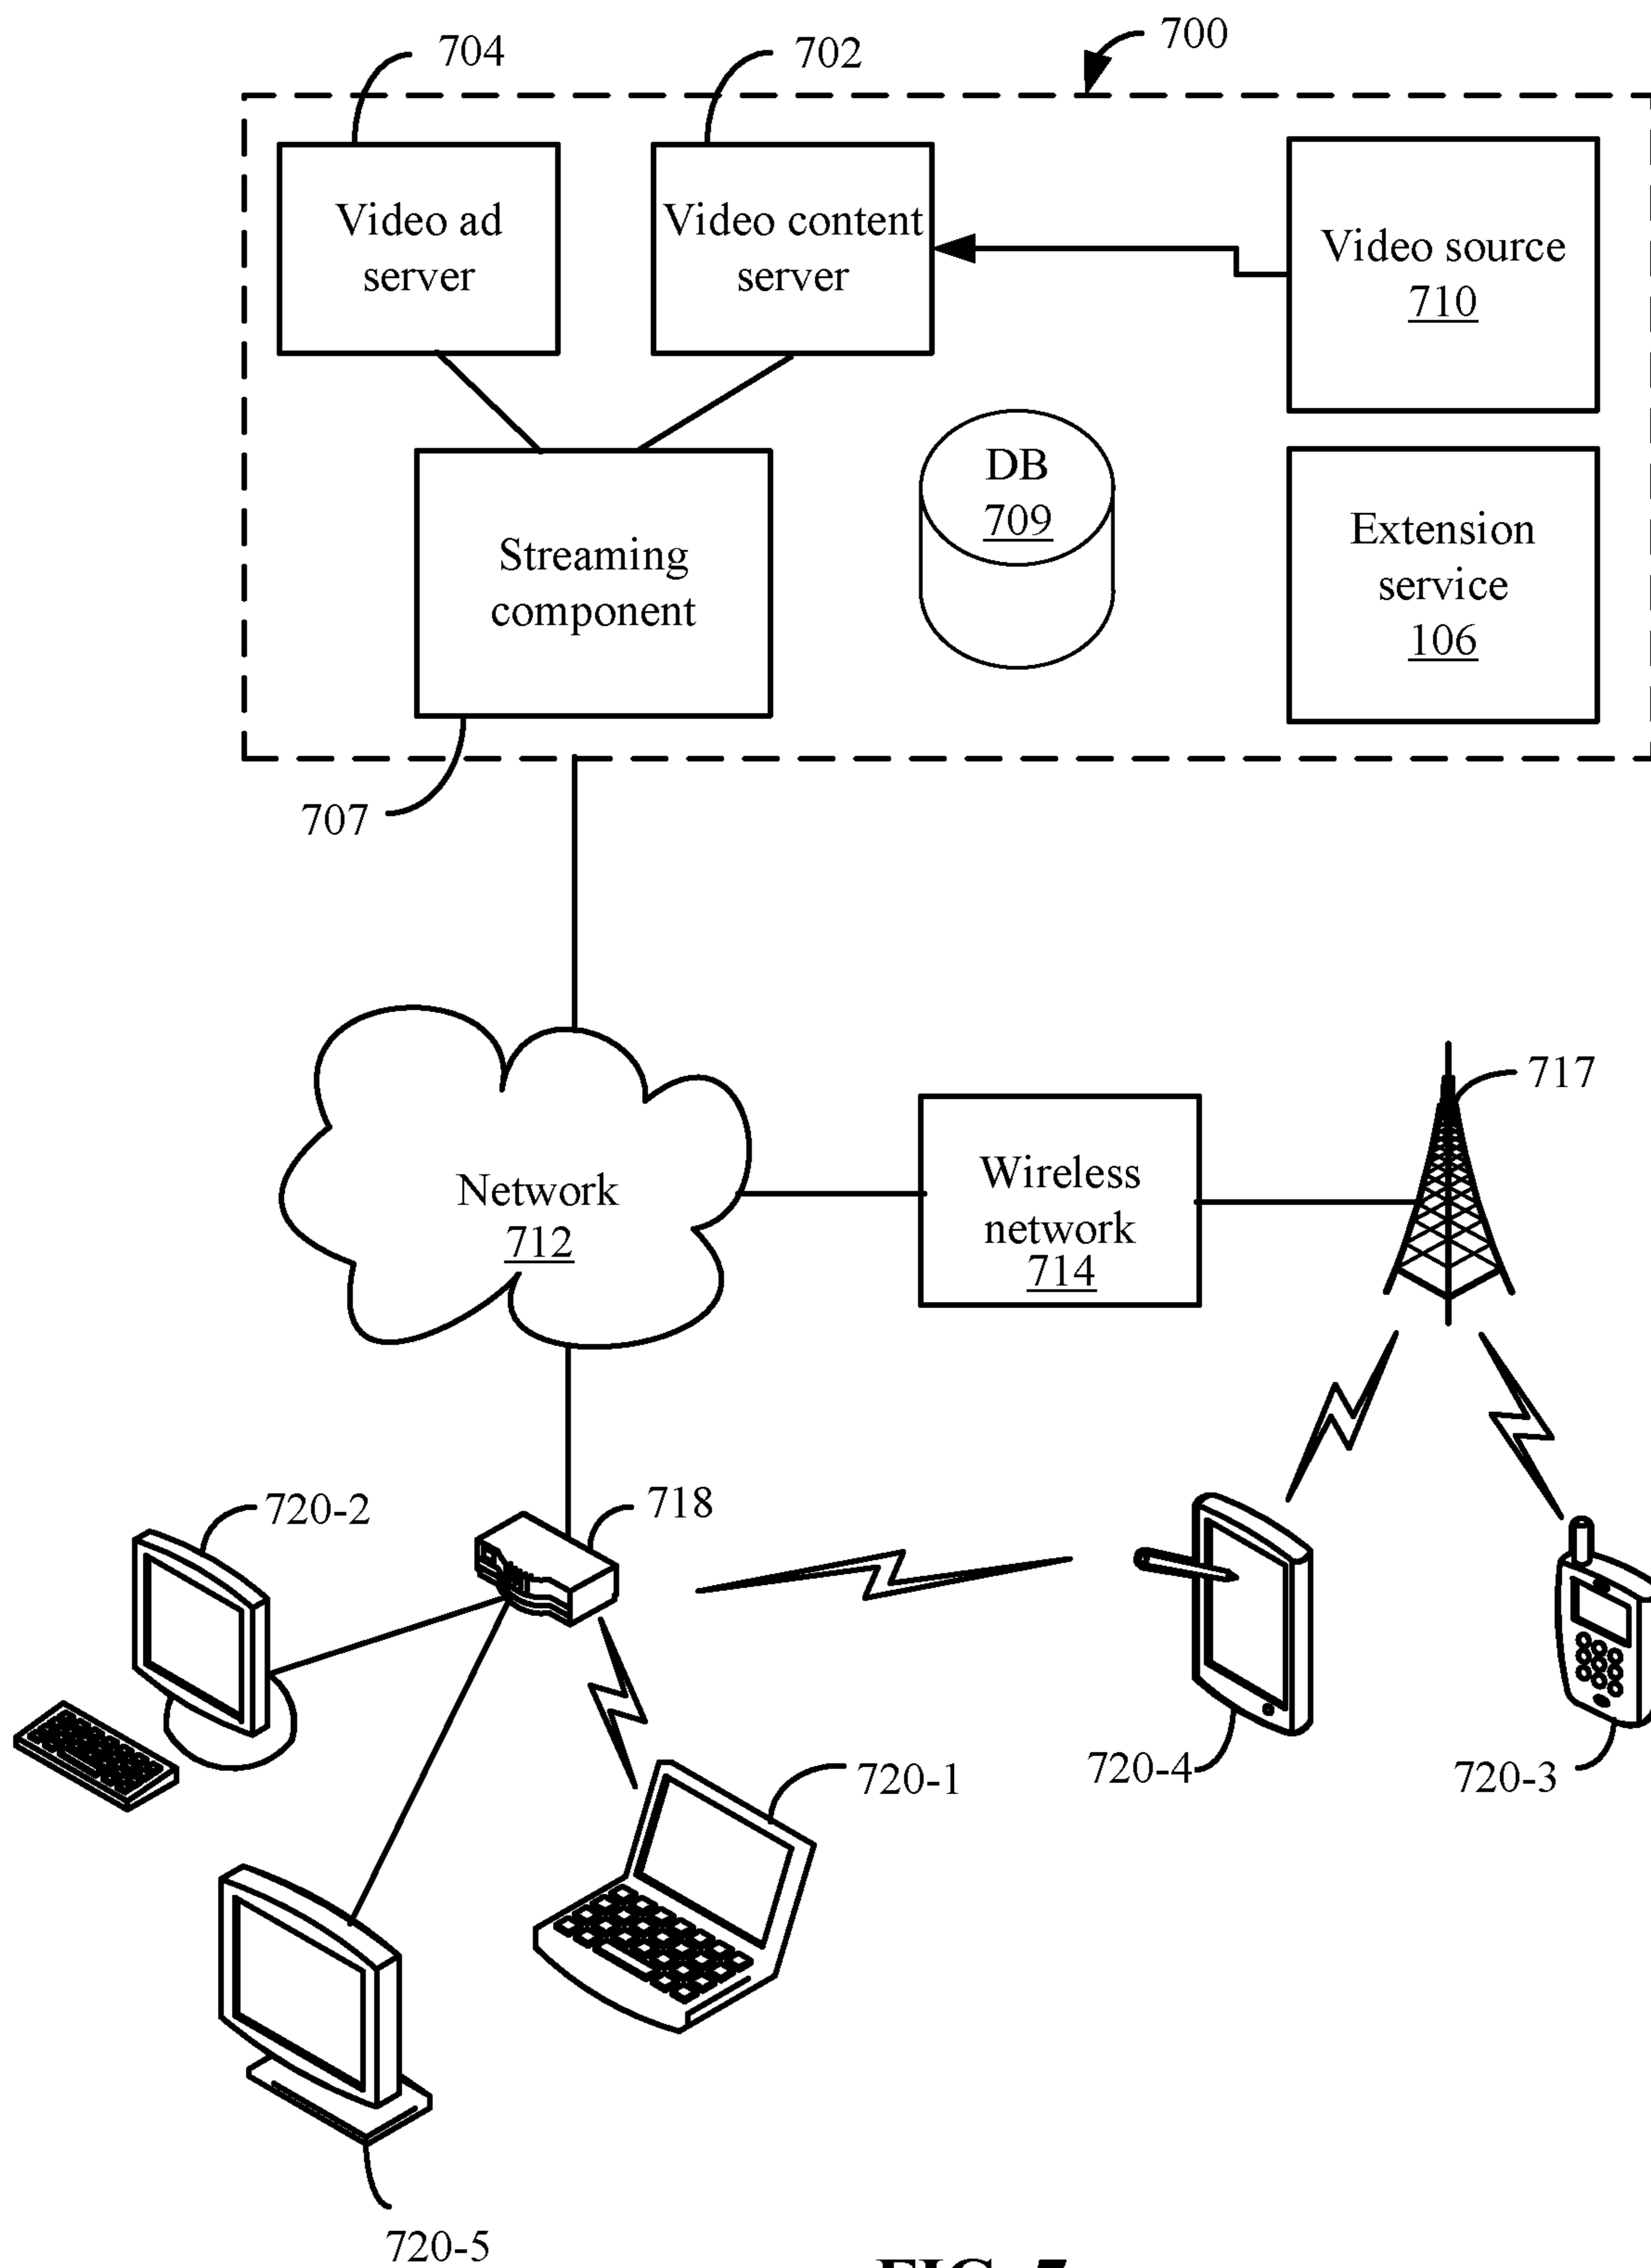 704
702
700
Video ad
server
Video content
server
Video source
710
DB
709
Extension
service
106
Streaming
component
707
717
Wireless
network
714
Network
712
720-2
718
720-1
720-4
720-3
720-5